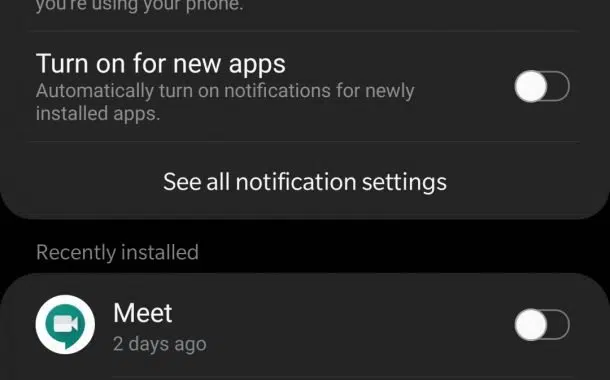 you're using your phone.
Turn on for new apps
Automatically turn on notifications for newly
installed apps.
See all notification settings
Recently installed
Meet
2 days ago